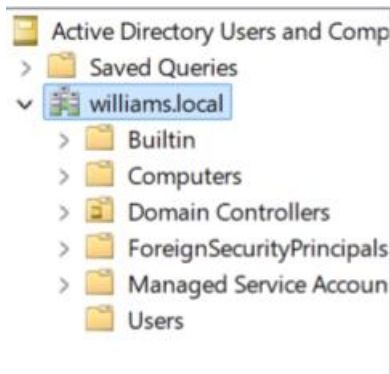 Active Directory Users and Comp
Saved Queries
williams.local
Builtin
Computers
Domain Controllers
ForeignSecurityPrincipals
Managed Service Accoun
Users